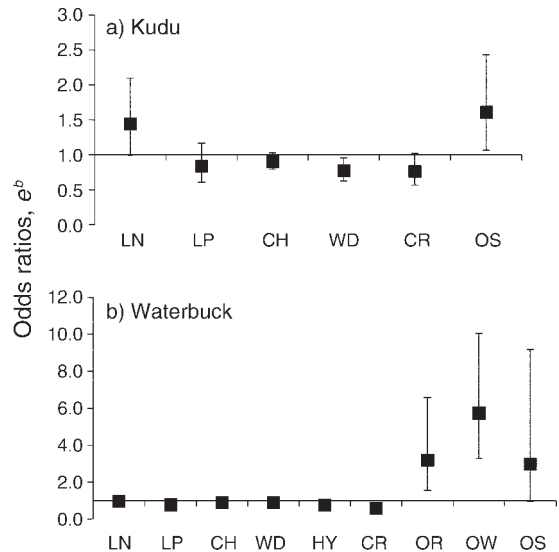 Odds ratios, e^b
a) Kudu
3.0
2.5
2.0
1.5
1.0
0.5
0.0
LN LP CH WD CR OS
b) Waterbuck
12.0
10.0
8.0
6.0
4.0
2.0
0.0
LN LP CH WD HY CR OR OW OS